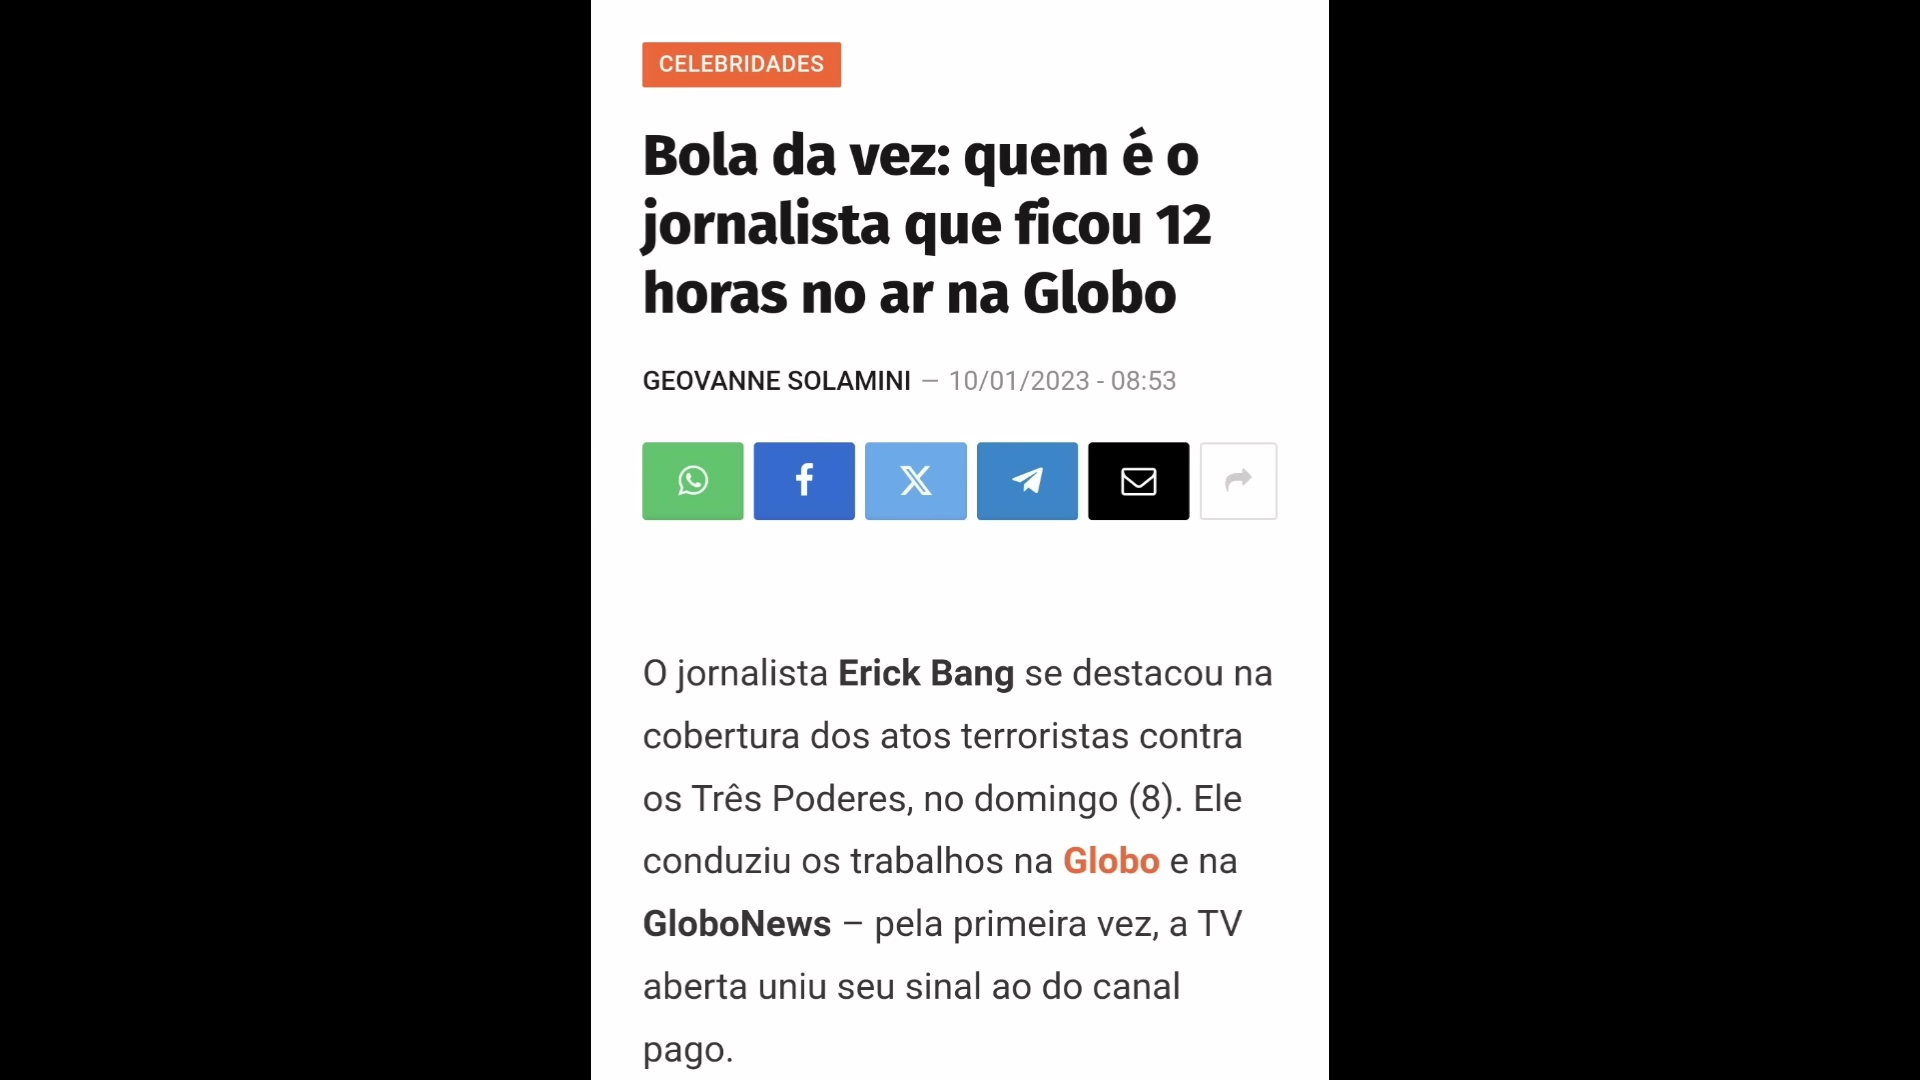 CELEBRIDADES
Bola da vez: quem é o
jornalista que ficou 12
horas no ar na Globo
GEOVANNE SOLAMINI — 10/01/2023 - 08:53
O jornalista Erick Bang se destacou na
cobertura dos atos terroristas contra
os Três Poderes, no domingo (8). Ele
conduziu os trabalhos na Globo e na
GloboNews – pela primeira vez, a TV
aberta uniu seu sinal ao do canal
pago.